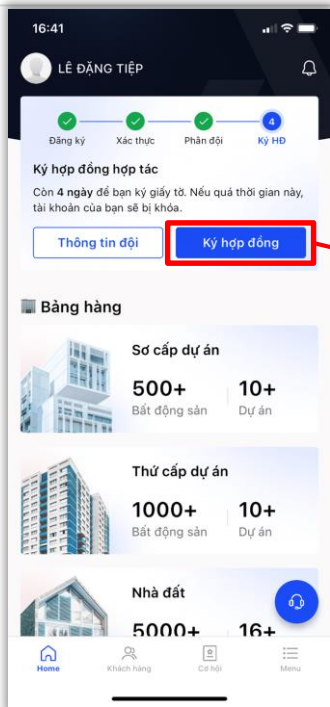 16:41
LÊ ĐẶNG TIỆP
4
Đăng ký Xác thực Phân đội Ký HĐ
Ký hợp đồng hợp tác
Còn 4 ngày để bạn ký giấy tờ. Nếu quá thời gian này,
tài khoản của bạn sẽ bị khóa.
Thông tin đội Ký hợp đồng
Bảng hàng
Sơ cấp dự án
500+ 10+
Bất động sản Dự án
Thứ cấp dự án
1000+ 10+
Bất động sản Dự án
Nhà đất
5000+ 16+
Home Khách hàng Cơ hội Menu